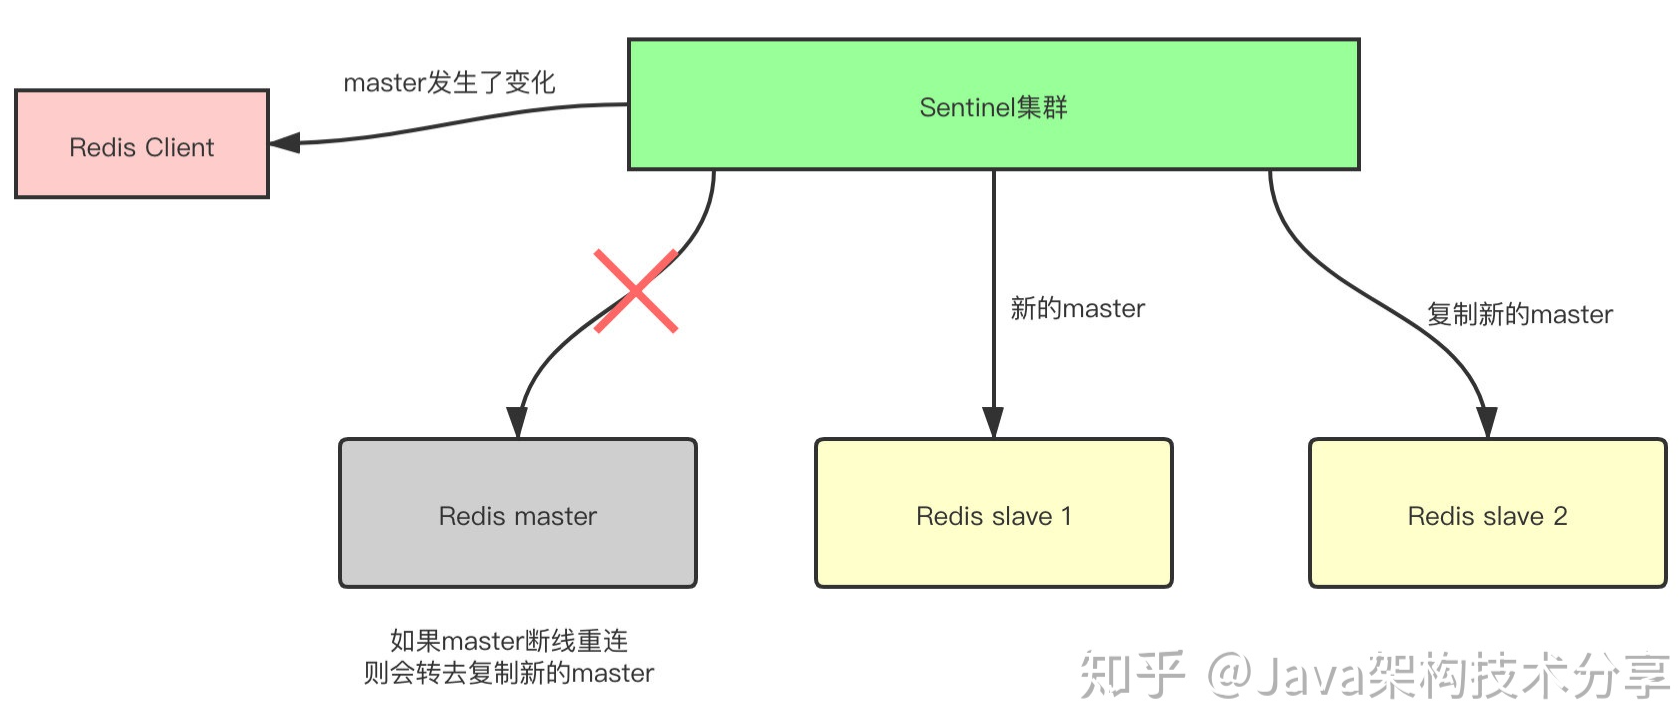 master发生了变化
Sentinel集群
Redis Client
新的master
复制新的master
Redis master
Redis slave 1
Redis slave 2
如果master断线重连
则会转去复制新的master
知乎 @Java架构技术分享